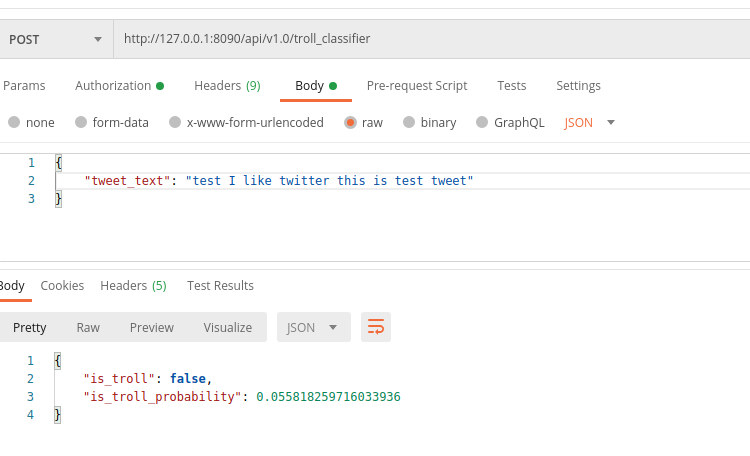 POST http://127.0.0.1:8090/api/v1.0/troll_classifier
Params Authorization Headers (9) Body Pre-request Script Tests Settings
none form-data x-www-form-urlencoded raw binary GraphQL JSON
1 {
2 "tweet_text": "test I like twitter this is test tweet"
3 }
Body Cookies Headers (5) Test Results
Pretty Raw Preview Visualize JSON
1 {
2 "is_troll": false,
3 "is_troll_probability": 0.055818259716033936
4 }